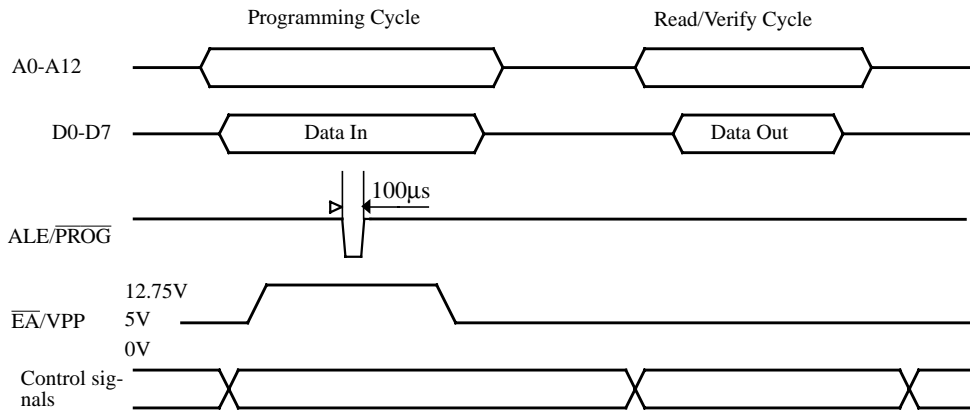 Programming Cycle
Read/Verify Cycle
A0-A12
D0-D7
Data In
Data Out
100μs
ALE/PROG
12.75V
EA/VPP
5V
0V
Control sig-
nals